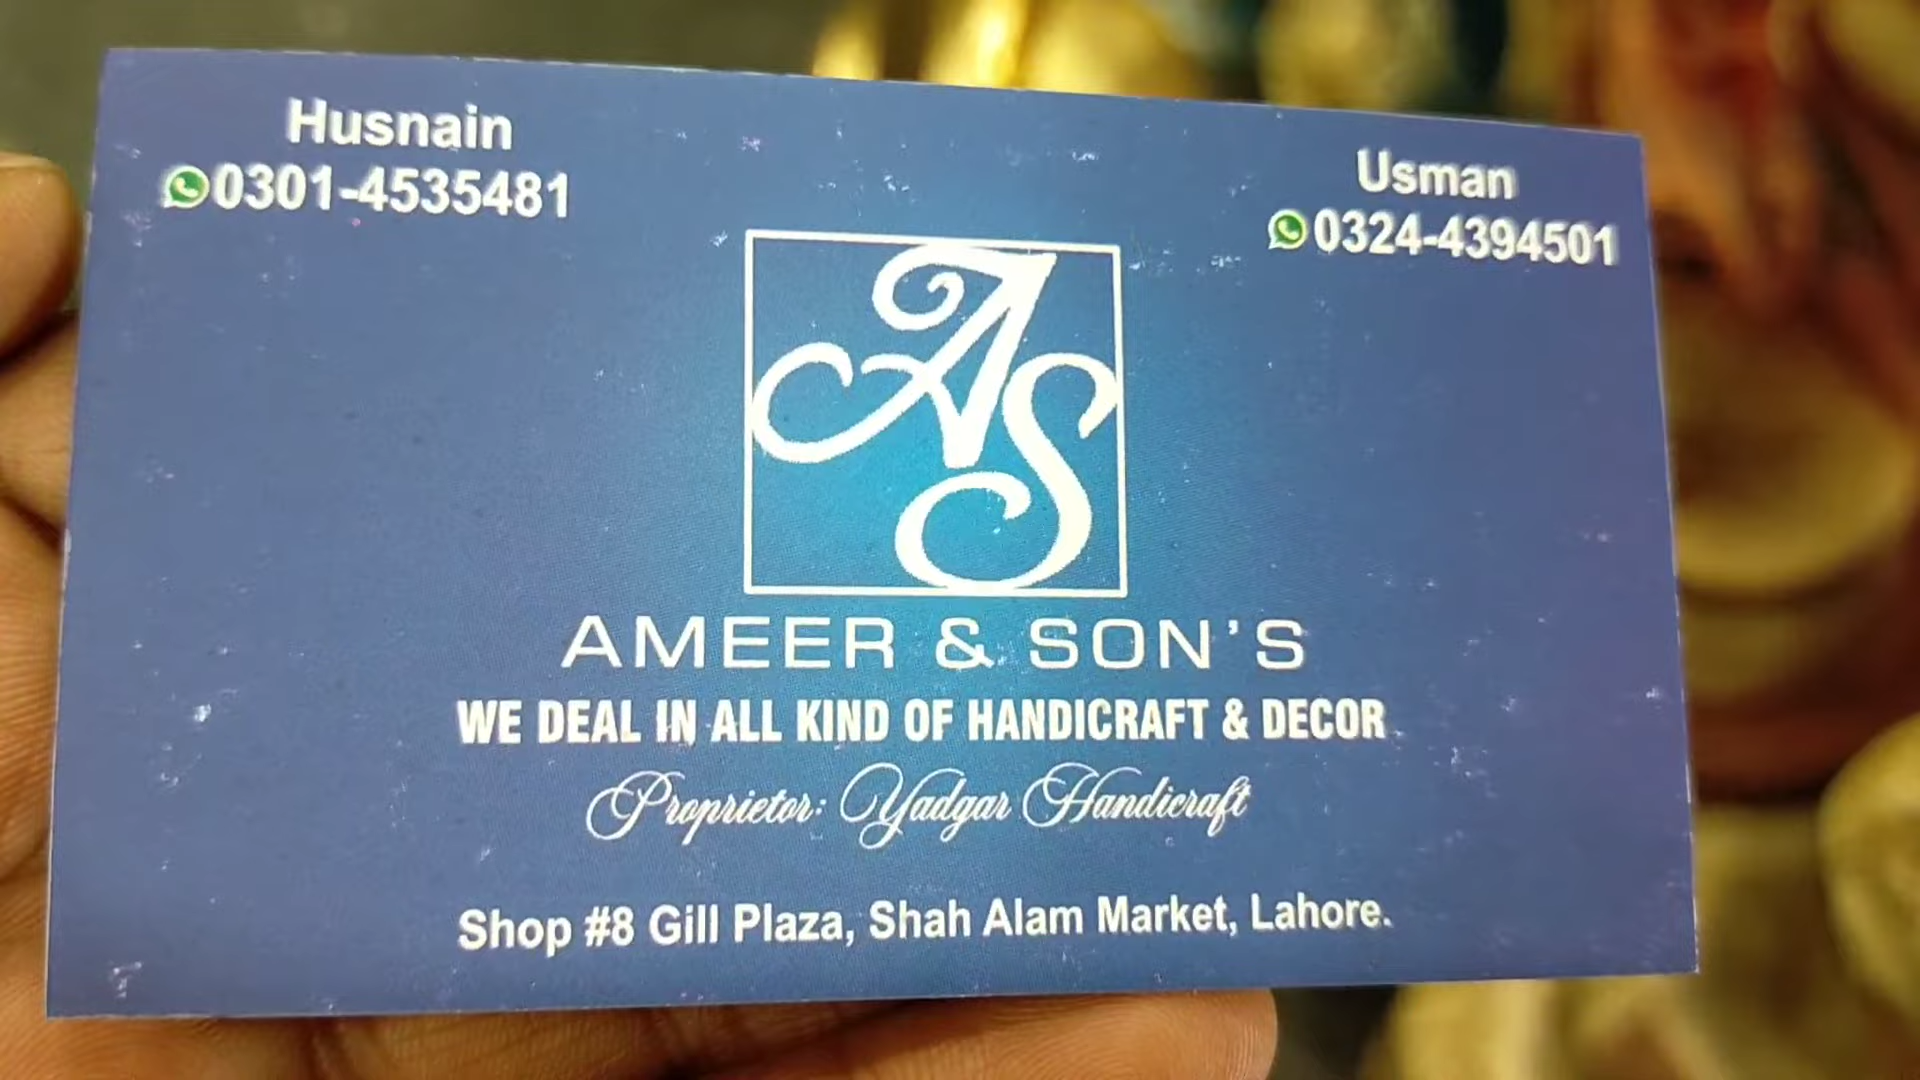 Husnain
0301-4535481
Usman
0324-4394501
AS
AMEER & SON'S
WE DEAL IN ALL KIND OF HANDICRAFT & DECOR
Proprietor: Yadgar Handicraft
Shop #8 Gill Plaza, Shah Alam Market, Lahore.